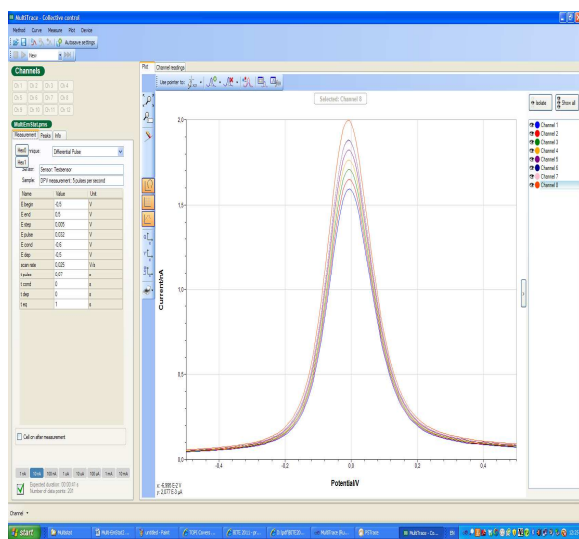 MultiTrace - Collective control
Method Curve Measure Plot Device
Autosave settings
New
Channels
Ch 1 Ch 2 Ch 3 Ch 4
Ch 5 Ch 6 Ch 7 Ch 8
Ch 9 Ch 10 Ch 11 Ch 12
MultiEmStat.pms
Measurement Peaks Info
Differential Pulse
Sensor: Testsensor
Sample: DPV measurement: 5 pulses per second
Name Value Unit
E begin -0.5 V
E end 0.5 V
E step 0.005 V
E pulse 0.032 V
E cond -0.6 V
E dep -0.5 V
scan rate 0.025 V/s
t pulse 0.07 s
t cond 0 s
t dep 0 s
t eq 1 s
Cell on after measurement
1 nA 10 nA 100 nA 1 µA 10 µA 100 µA 1 mA 10 mA
Expected duration: 00:00:41 s
Number of data points: 201
Channel
Plot Channel readings
Use pointer to:
Selected: Channel 8
Isolate Show all
Channel 1
Channel 2
Channel 3
Channel 4
Channel 5
Channel 6
Channel 7
Channel 8
2.0
1.5
1.0
0.5
0.0
Current/nA
-0.4 -0.2 0.0 0.2 0.4
Potential/V
start Multistat untitled - Paint PSTrace MultiTrace - Co... EN